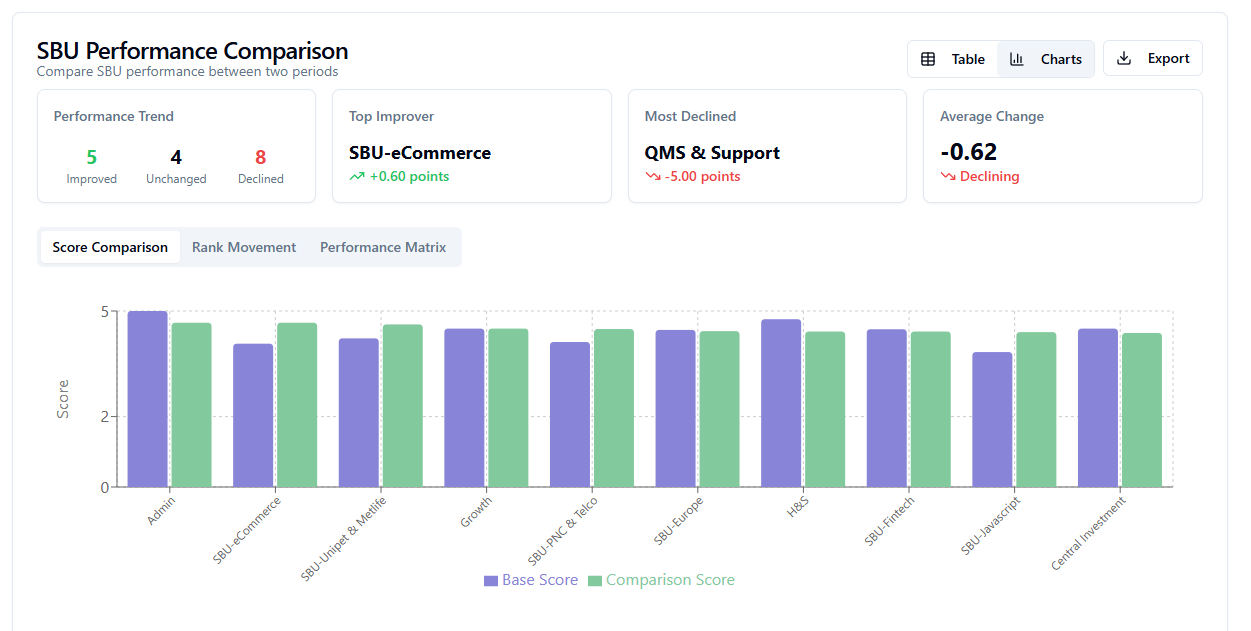 SBU Performance Comparison
Compare SBU performance between two periods
Table
Charts
Export
Performance Trend
5
4
8
Improved
Unchanged
Declined
Top Improver
SBU-eCommerce
+0.60 points
Most Declined
QMS & Support
-5.00 points
Average Change
-0.62
Declining
Score Comparison
Rank Movement
Performance Matrix
5
2
0
Score
Admin
SBU-eCommerce
SBU-Unipet & Metlife
Growth
SBU-PNC & Telco
SBU-Europe
H&S
SBU-Fintech
SBU-Javascript
Central Investment
Base Score
Comparison Score